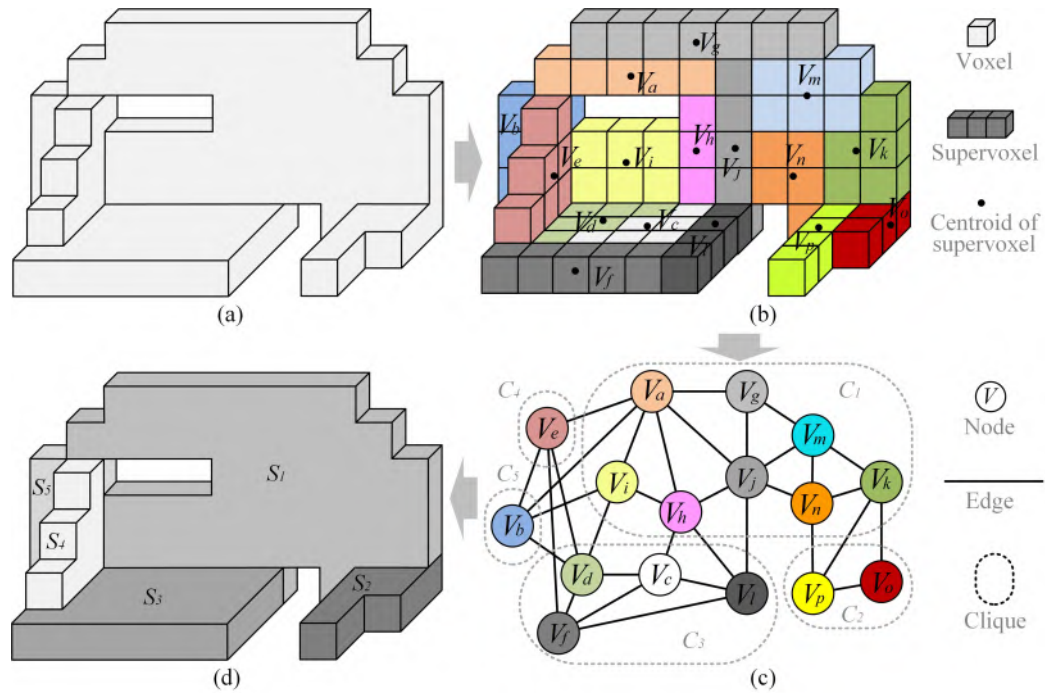 Voxel
Supervoxel
Centroid of
supervoxel
Vg
Va
Vm
Vb
Vh
Ve
Vi
Vj
Vn
Vk
Vd
Vc
Vl
Vp
Vo
Vf
(a)
(b)
C4
Va
Vg
C1
Ve
Vm
C5
Vi
Vj
Vk
Vb
Vh
Vn
Vd
Vc
Vl
Vp
Vo
Vf
C3
C2
V
Node
Edge
Clique
S1
S5
S4
S3
S2
(d)
(c)